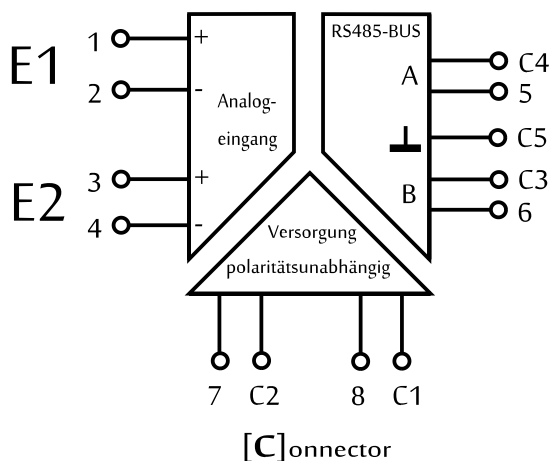 E1
1
+
2
-
Analog-
eingang
E2
3
+
4
-
RS485-BUS
A
C4
5
C5
B
C3
6
Versorgung
polaritätsunabhängig
7 C2 8 C1
[C]onnector